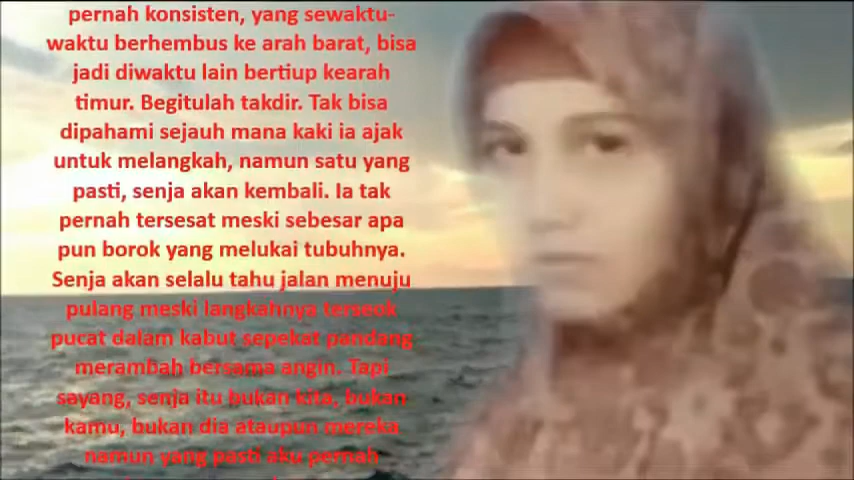 pernah konsisten, yang sewaktu-
waktu berhembus ke arah barat, bisa
jadi diwaktu lain bertiup kearah
timur. Begitulah takdir. Tak bisa
dipahami sejauh mana kaki ia ajak
untuk melangkah, namun satu yang
pasti, senja akan kembali. Ia tak
pernah tersesat meski sebesar apa
pun borok yang melukai tubuhnya.
Senja akan selalu tahu jalan menuju
pulang meski langkahnya terseok
pucat dalam kabut sepekat pandang
merambah bersama angin. Tapi
sayang, senja itu bukan kita, bukan
kamu, bukan dia ataupun mereka
namun yang pasti aku pernah